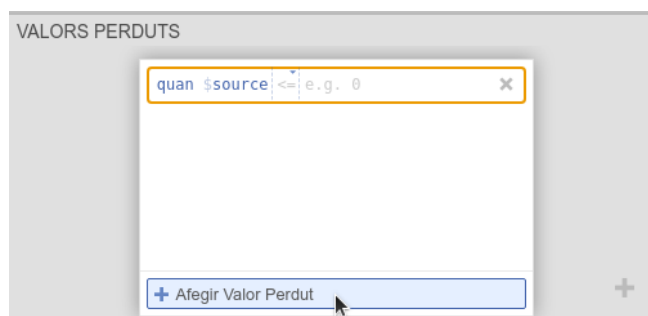 VALORS PERDUTS
quan $source <= e.g. 0
Afegir Valor Perdut